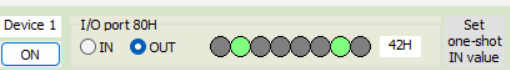 Device 1
ON
I/O port 80H
IN
OUT
42H
Set
one-shot
IN value